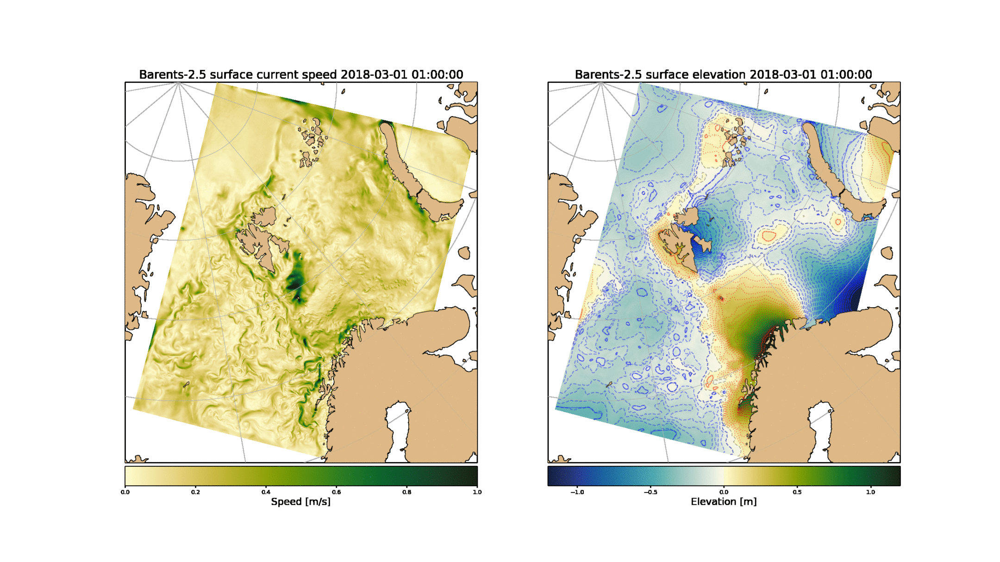 Barents-2.5 surface current speed 2018-03-01 01:00:00
0.0 0.2 0.4 0.6 0.8 1.0
Speed [m/s]
Barents-2.5 surface elevation 2018-03-01 01:00:00
−1.0 −0.5 0.0 0.5 1.0
Elevation [m]